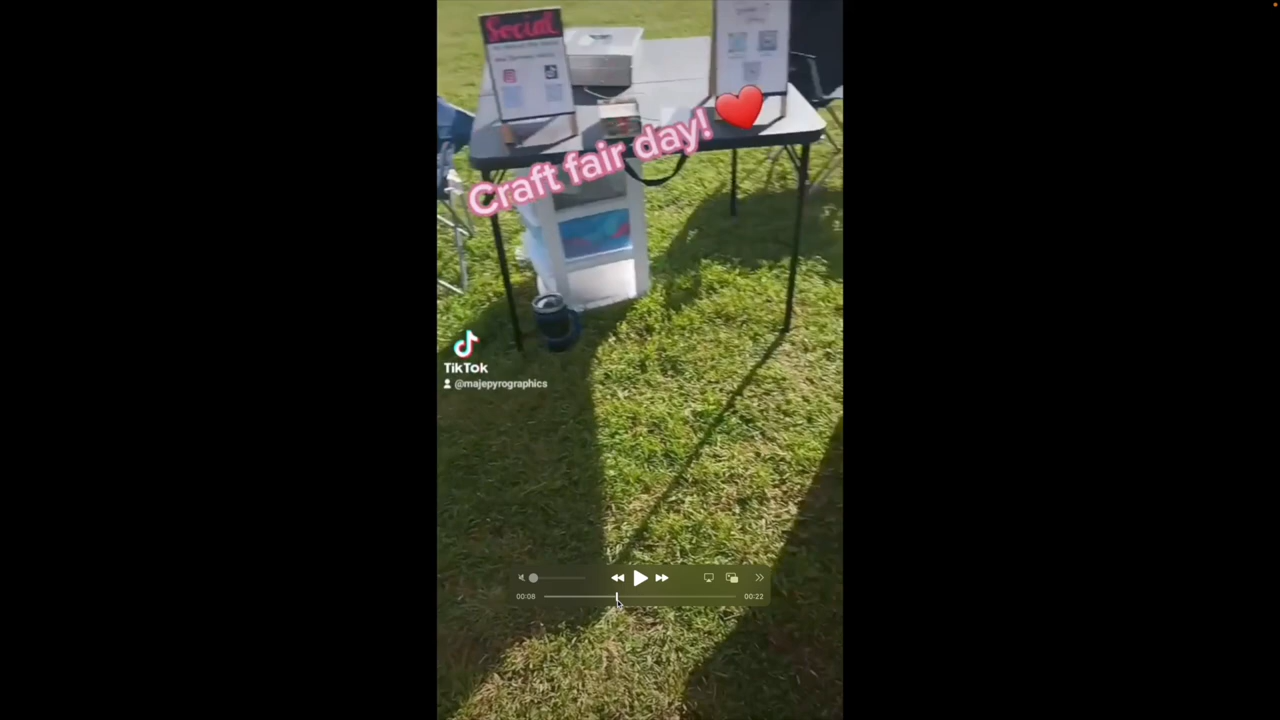 Social
Craft fair day! ❤️
TikTok
@majepyrographics
00:08
00:22